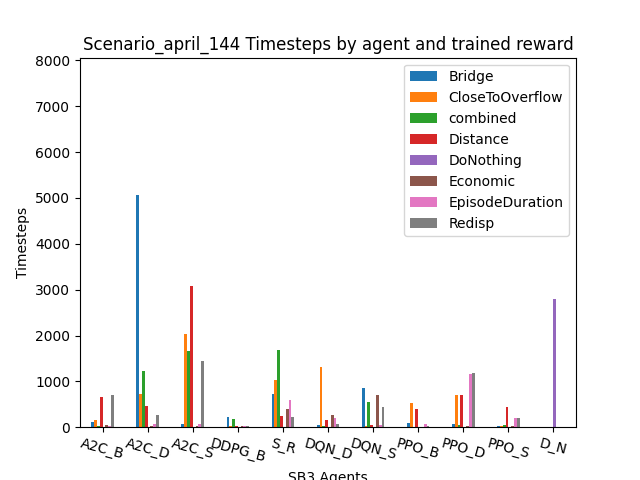 Scenario_april_144 Timesteps by agent and trained reward
8000
7000
6000
5000
4000
3000
2000
1000
0
Timesteps
Bridge
CloseToOverflow
combined
Distance
DoNothing
Economic
EpisodeDuration
Redisp
A2C_B
A2C_D
A2C_S
DDPG_B
S_R
DQN_D
DQN_S
PPO_B
PPO_D
PPO_S
D_N
SB3 Agents